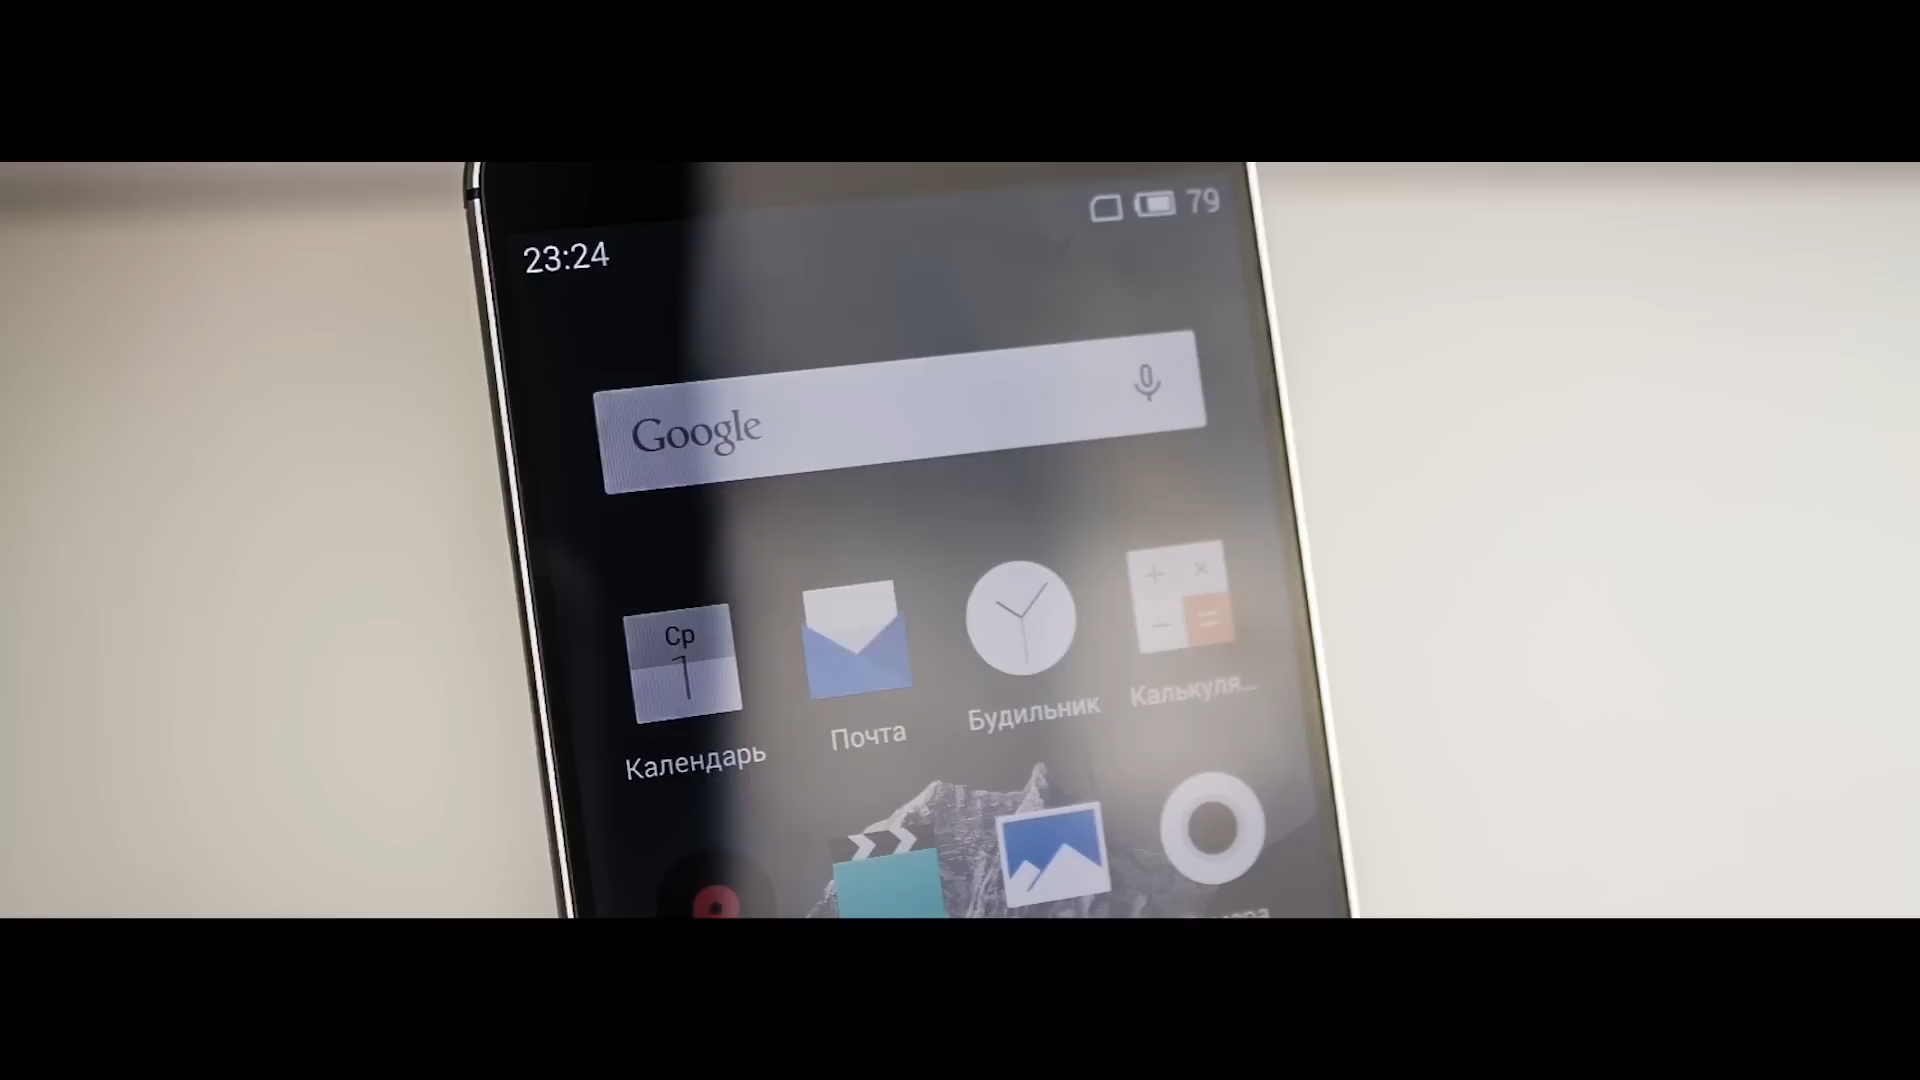 23:24
79
Google
Ср
1
Календарь
Почта
Будильник
Калькуля...